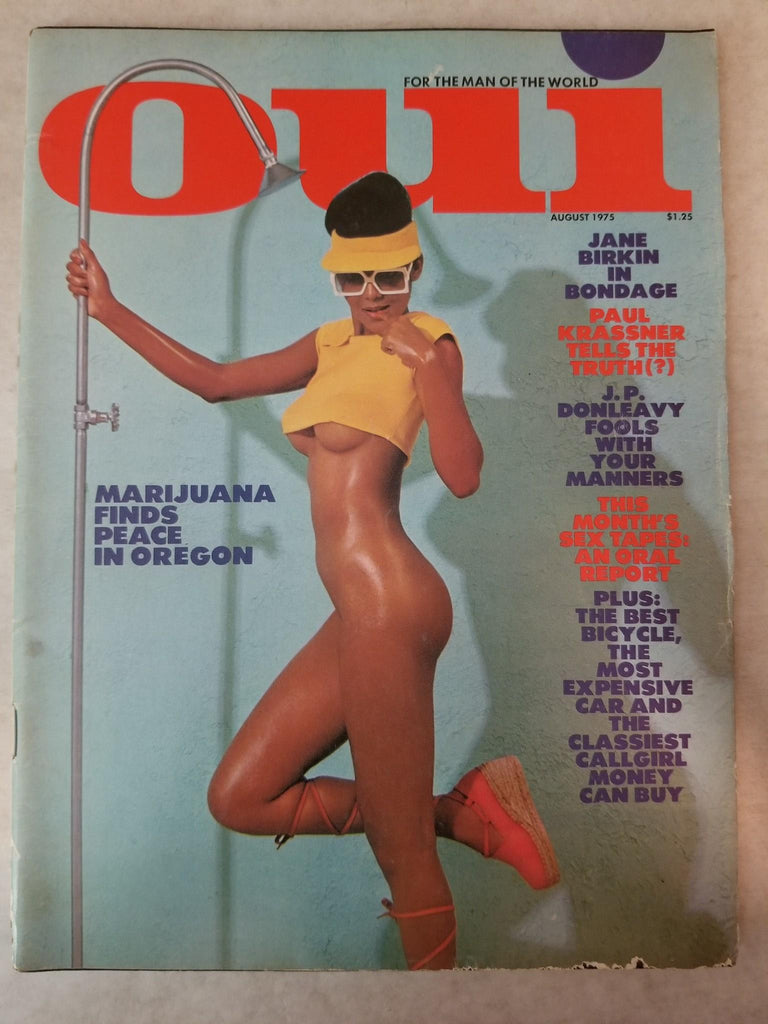 FOR THE MAN OF THE WORLD
oui
AUGUST 1975 $1.25
JANE
BIRKIN
IN
BONDAGE
PAUL
KRASSNER
TELLS THE
TRUTH(?)
J.P.
DONLEAVY
FOOLS
WITH
YOUR
MANNERS
THIS
MONTH'S
SEX TAPES:
AN ORAL
REPORT
PLUS:
THE BEST
BICYCLE,
THE
MOST
EXPENSIVE
CAR AND
THE
CLASSIEST
CALLGIRL
MONEY
CAN BUY
MARIJUANA
FINDS
PEACE
IN OREGON